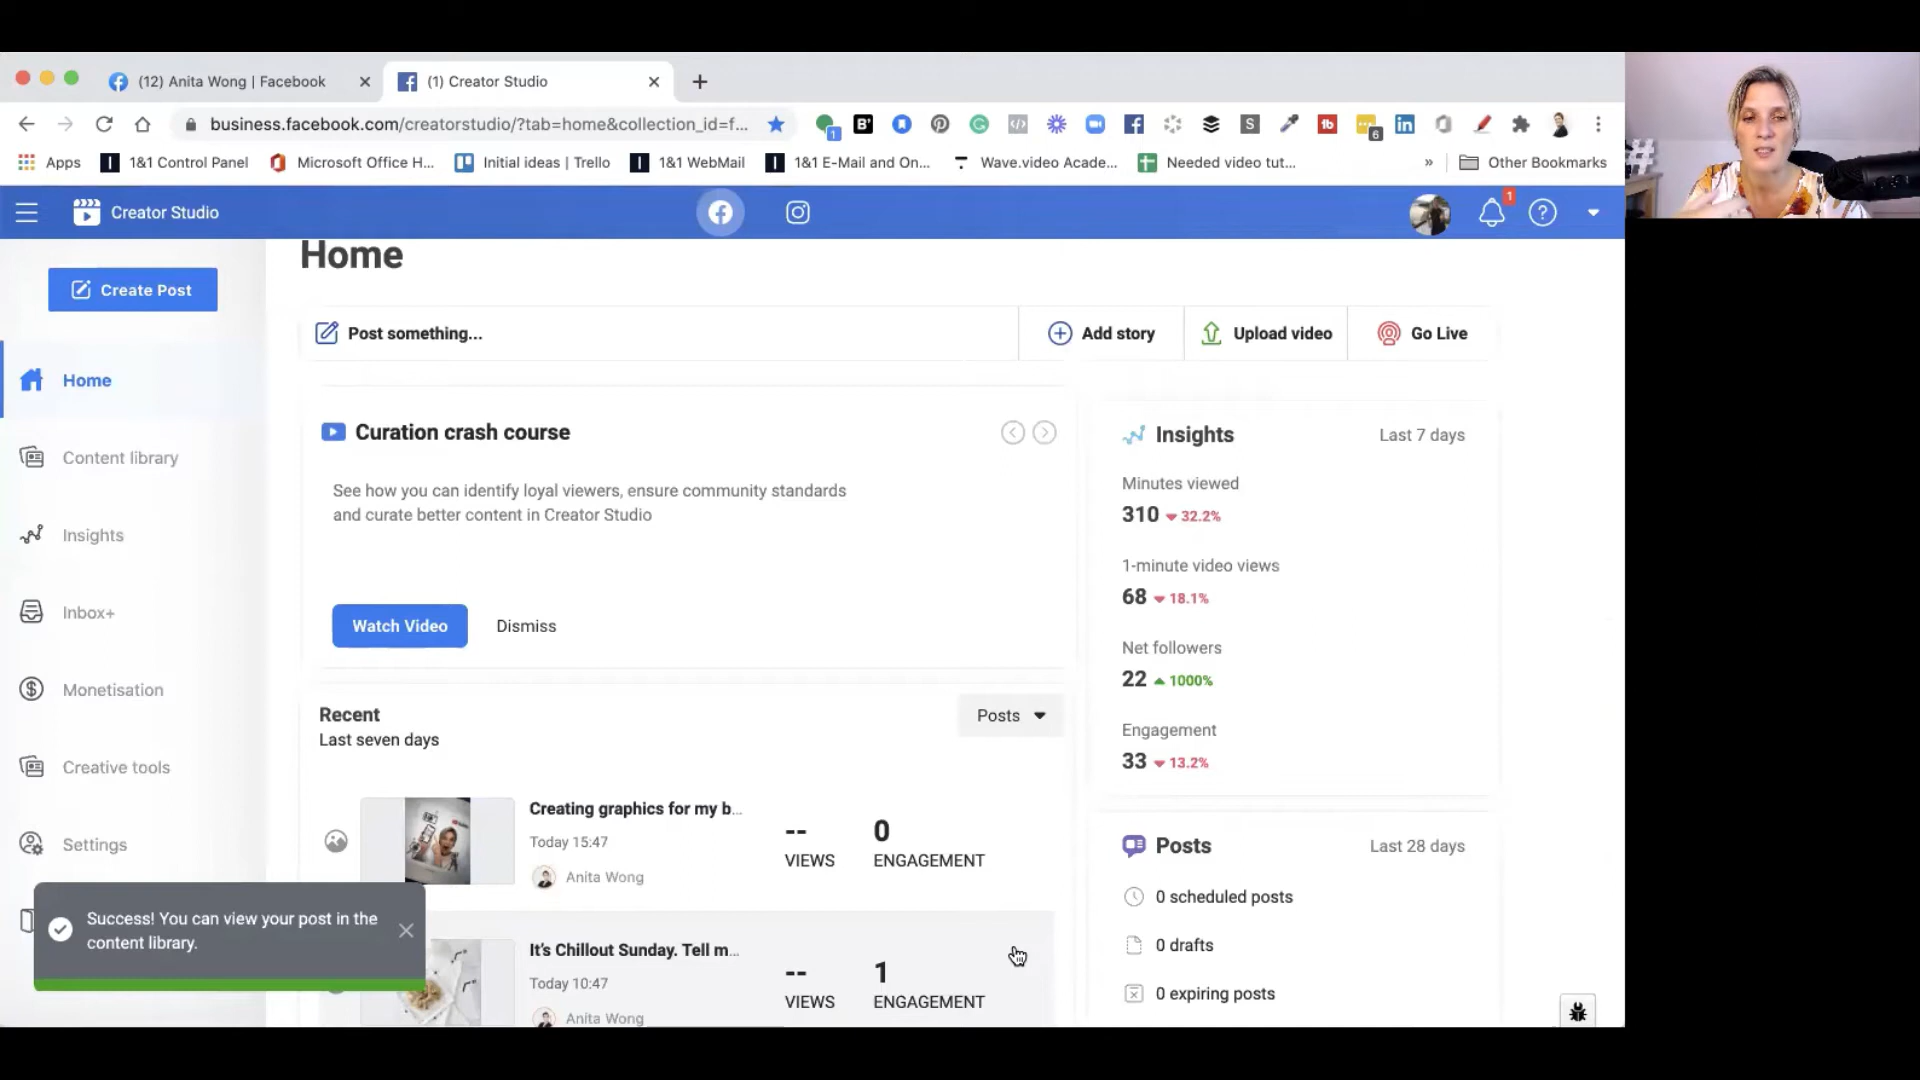 (12) Anita Wong | Facebook
(1) Creator Studio
business.facebook.com/creatorstudio/?tab=home&collection_id=f...
1
B'
S
tb
6
in
Apps
1&1 Control Panel
Microsoft Office H...
Initial ideas | Trello
1&1 WebMail
1&1 E-Mail and On...
Wave.video Acade...
Needed video tut...
»
Other Bookmarks
Creator Studio
1
Home
Create Post
Post something...
Add story
Upload video
Go Live
Home
Content library
Insights
Inbox+
Monetisation
Creative tools
Settings
Curation crash course
See how you can identify loyal viewers, ensure community standards
and curate better content in Creator Studio
Watch Video
Dismiss
Insights
Last 7 days
Minutes viewed
310 32.2%
1-minute video views
68 18.1%
Net followers
22 1000%
Engagement
33 13.2%
Recent
Last seven days
Posts
Creating graphics for my b...
Today 15:47
Anita Wong
--
VIEWS
0
ENGAGEMENT
It's Chillout Sunday. Tell m...
Today 10:47
Anita Wong
--
VIEWS
1
ENGAGEMENT
Posts
Last 28 days
0 scheduled posts
0 drafts
0 expiring posts
Success! You can view your post in the
content library.